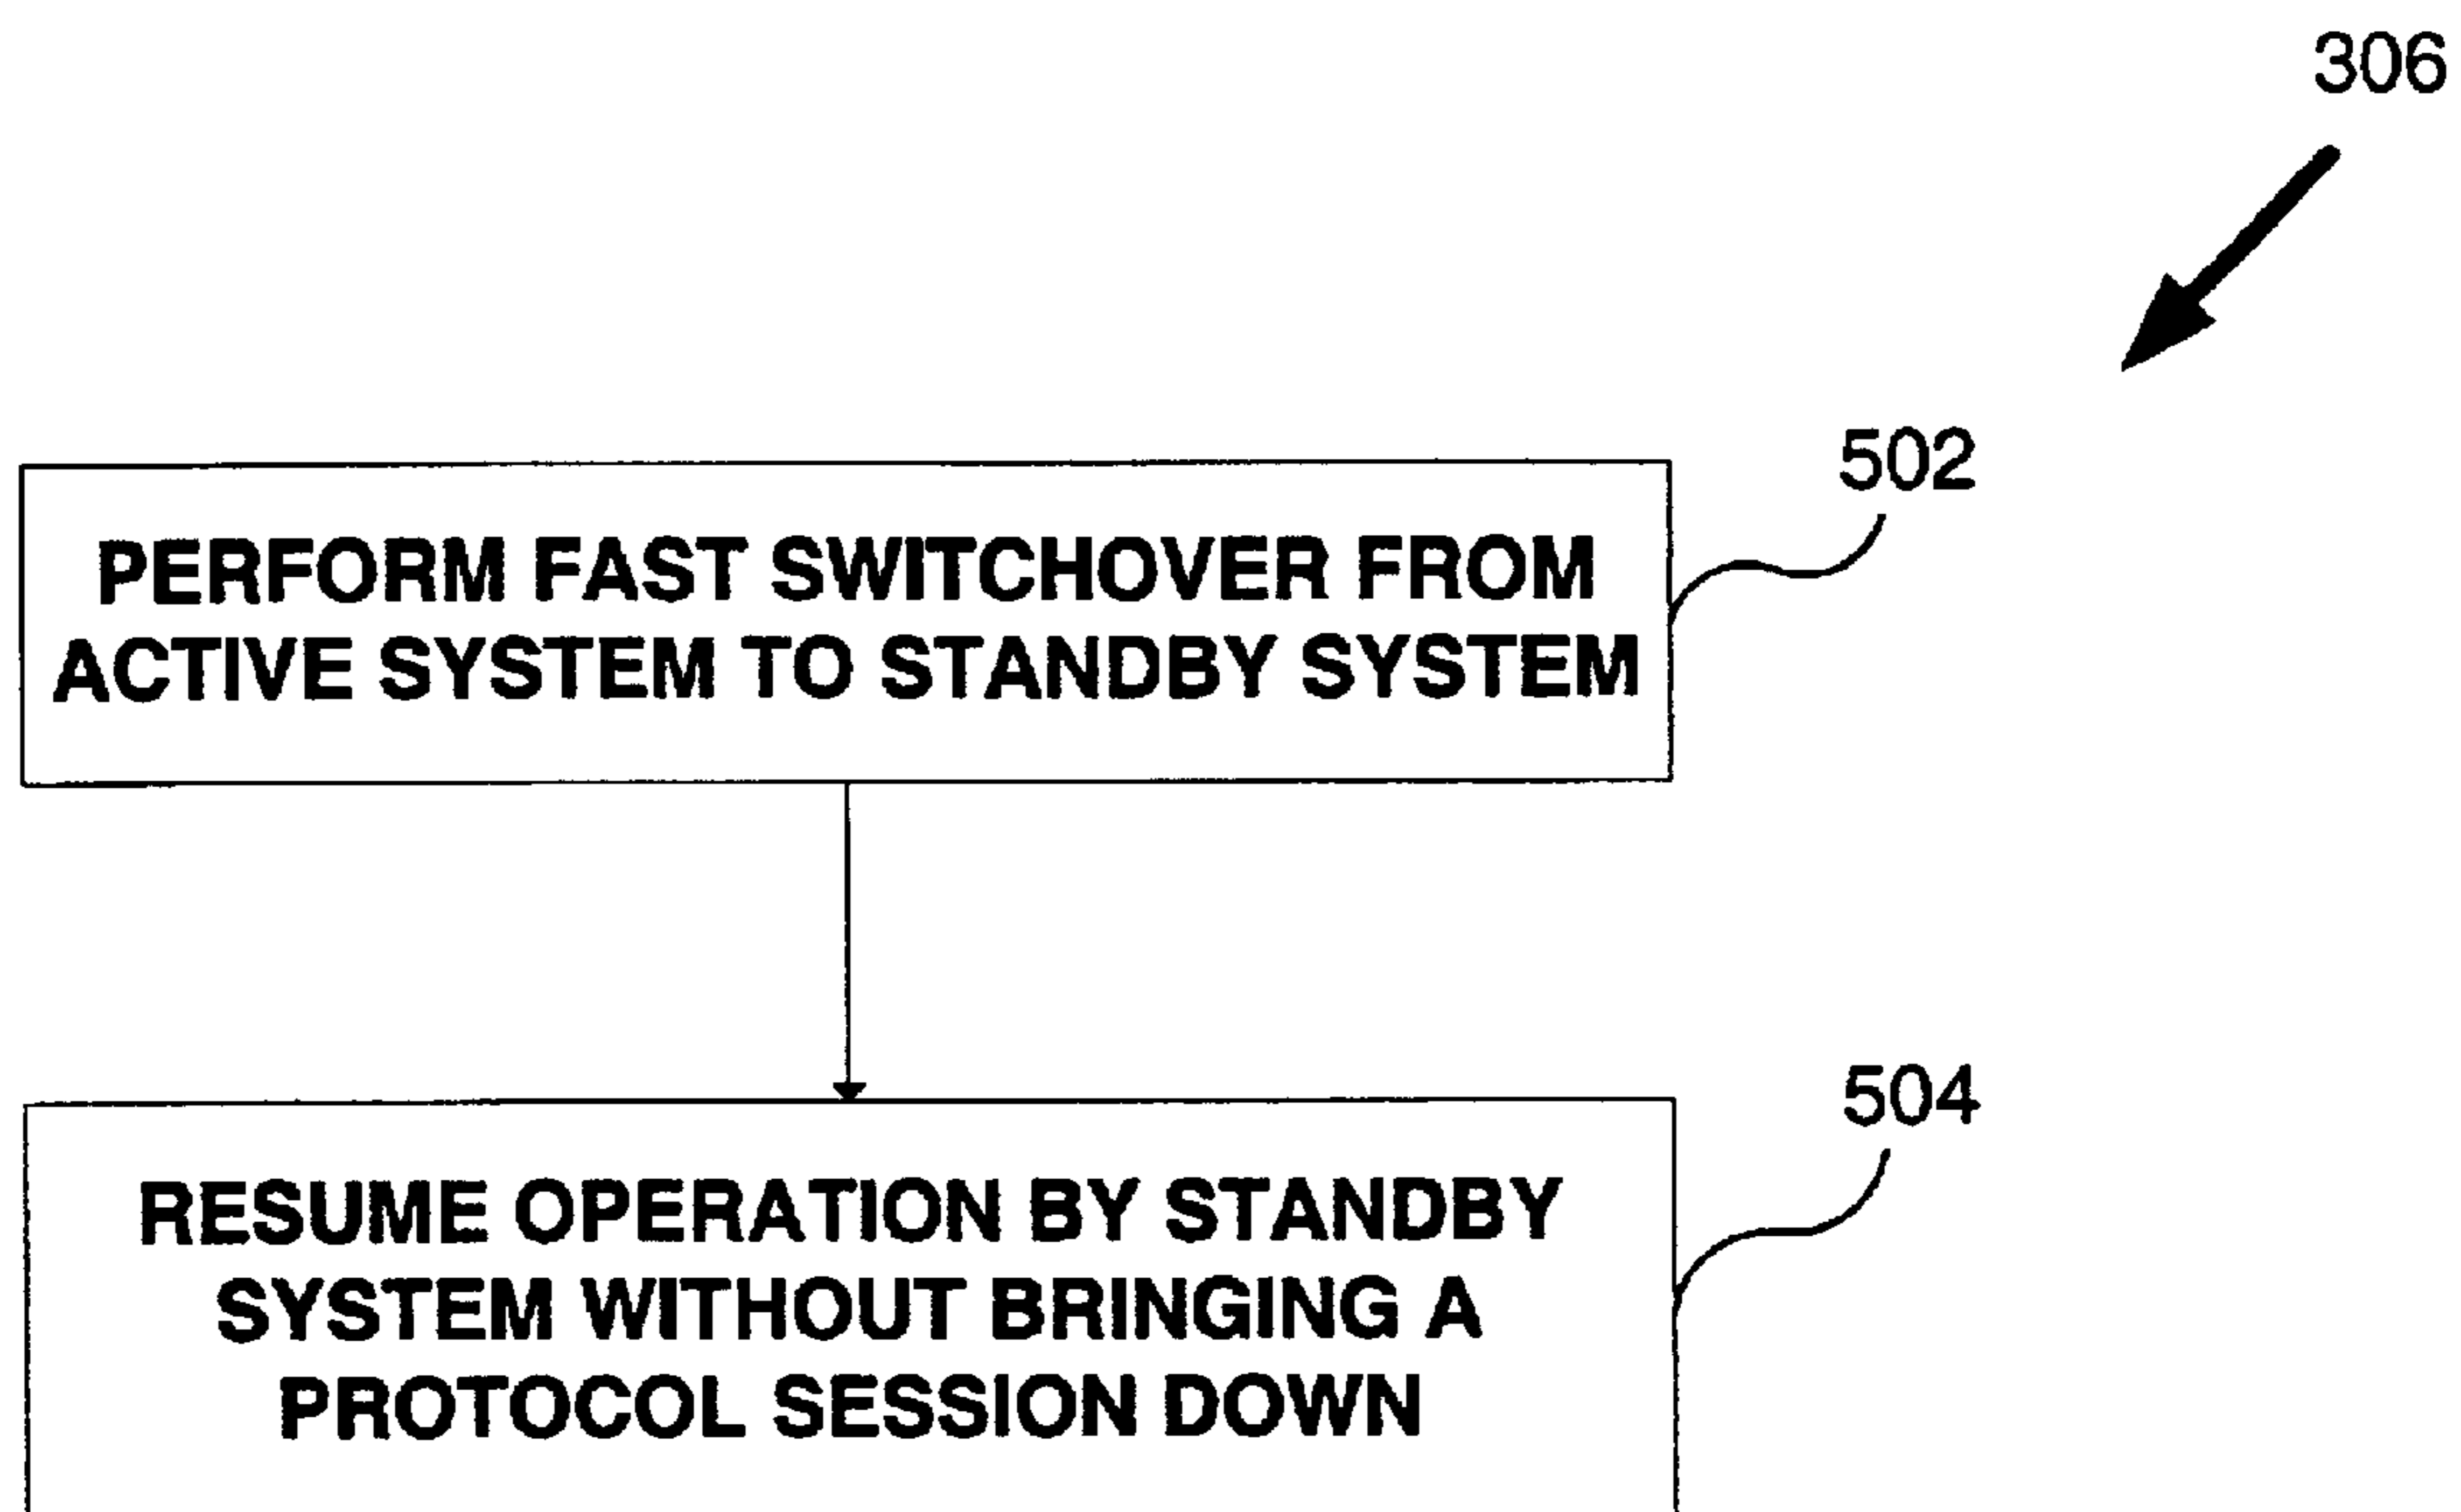 306
502
PERFORM FAST SWITCHOVER FROM
ACTIVE SYSTEM TO STANDBY SYSTEM
504
RESUME OPERATION BY STANDBY
SYSTEM WITHOUT BRINGING A
PROTOCOL SESSION DOWN